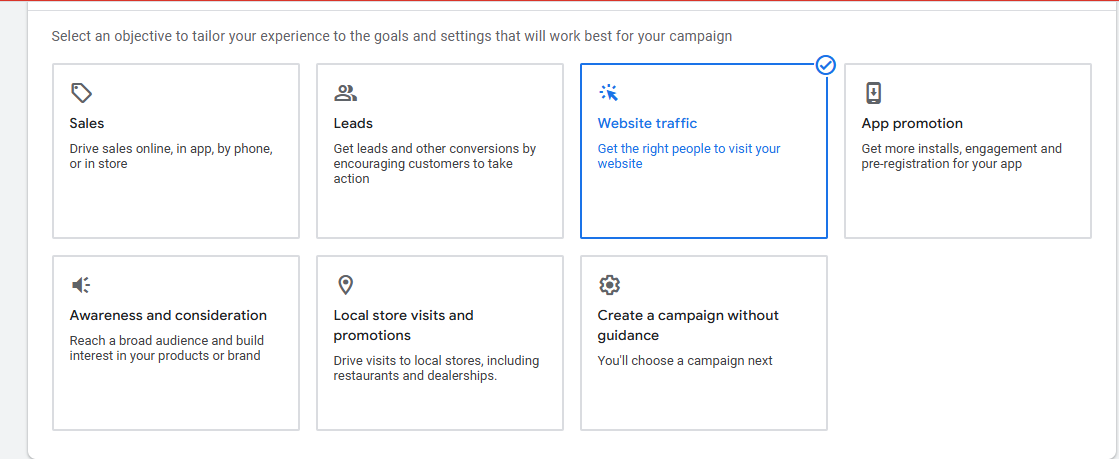 Select an objective to tailor your experience to the goals and settings that will work best for your campaign
Sales
Drive sales online, in app, by phone,
or in store
Leads
Get leads and other conversions by
encouraging customers to take
action
Website traffic
Get the right people to visit your
website
App promotion
Get more installs, engagement and
pre-registration for your app
Awareness and consideration
Reach a broad audience and build
interest in your products or brand
Local store visits and
promotions
Drive visits to local stores, including
restaurants and dealerships.
Create a campaign without
guidance
You'll choose a campaign next